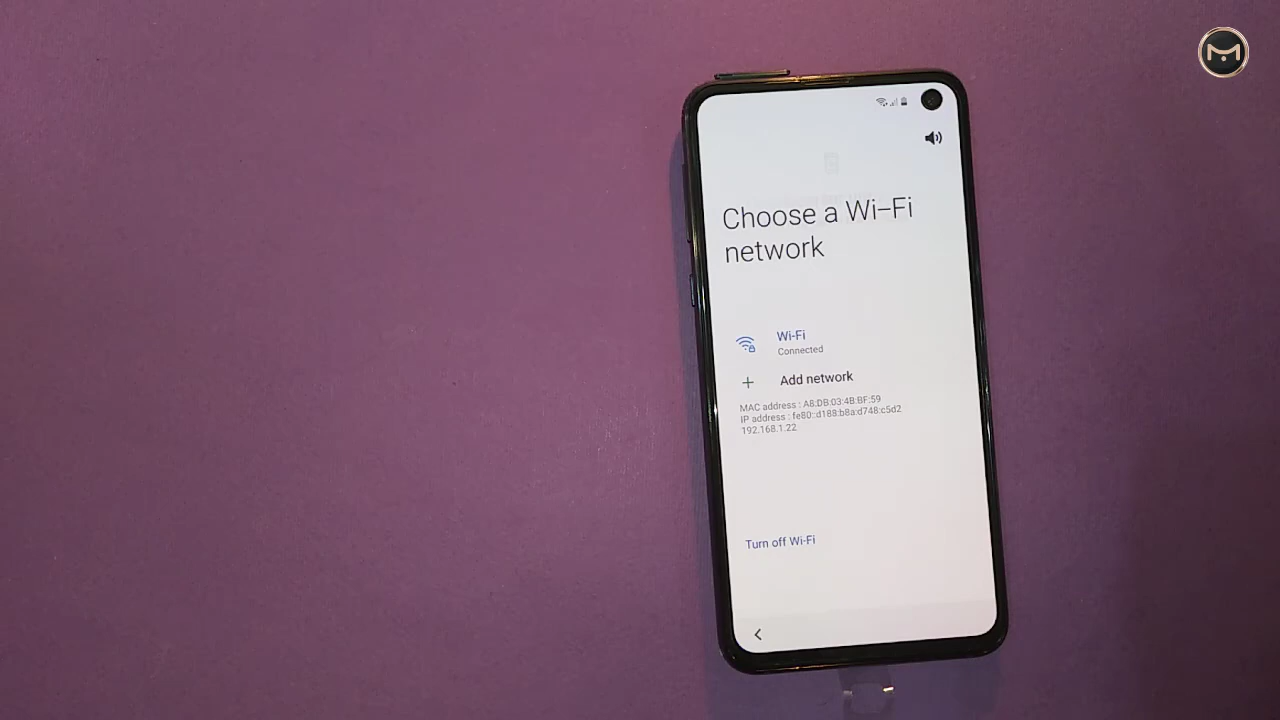 Choose a Wi-Fi
network
Wi-Fi
Connected
Add network
MAC address : A8:DB:03:4B:BF:59
IP address : fe80::d188:b8a:d748:c5d2
192.168.1.22
Turn off Wi-Fi